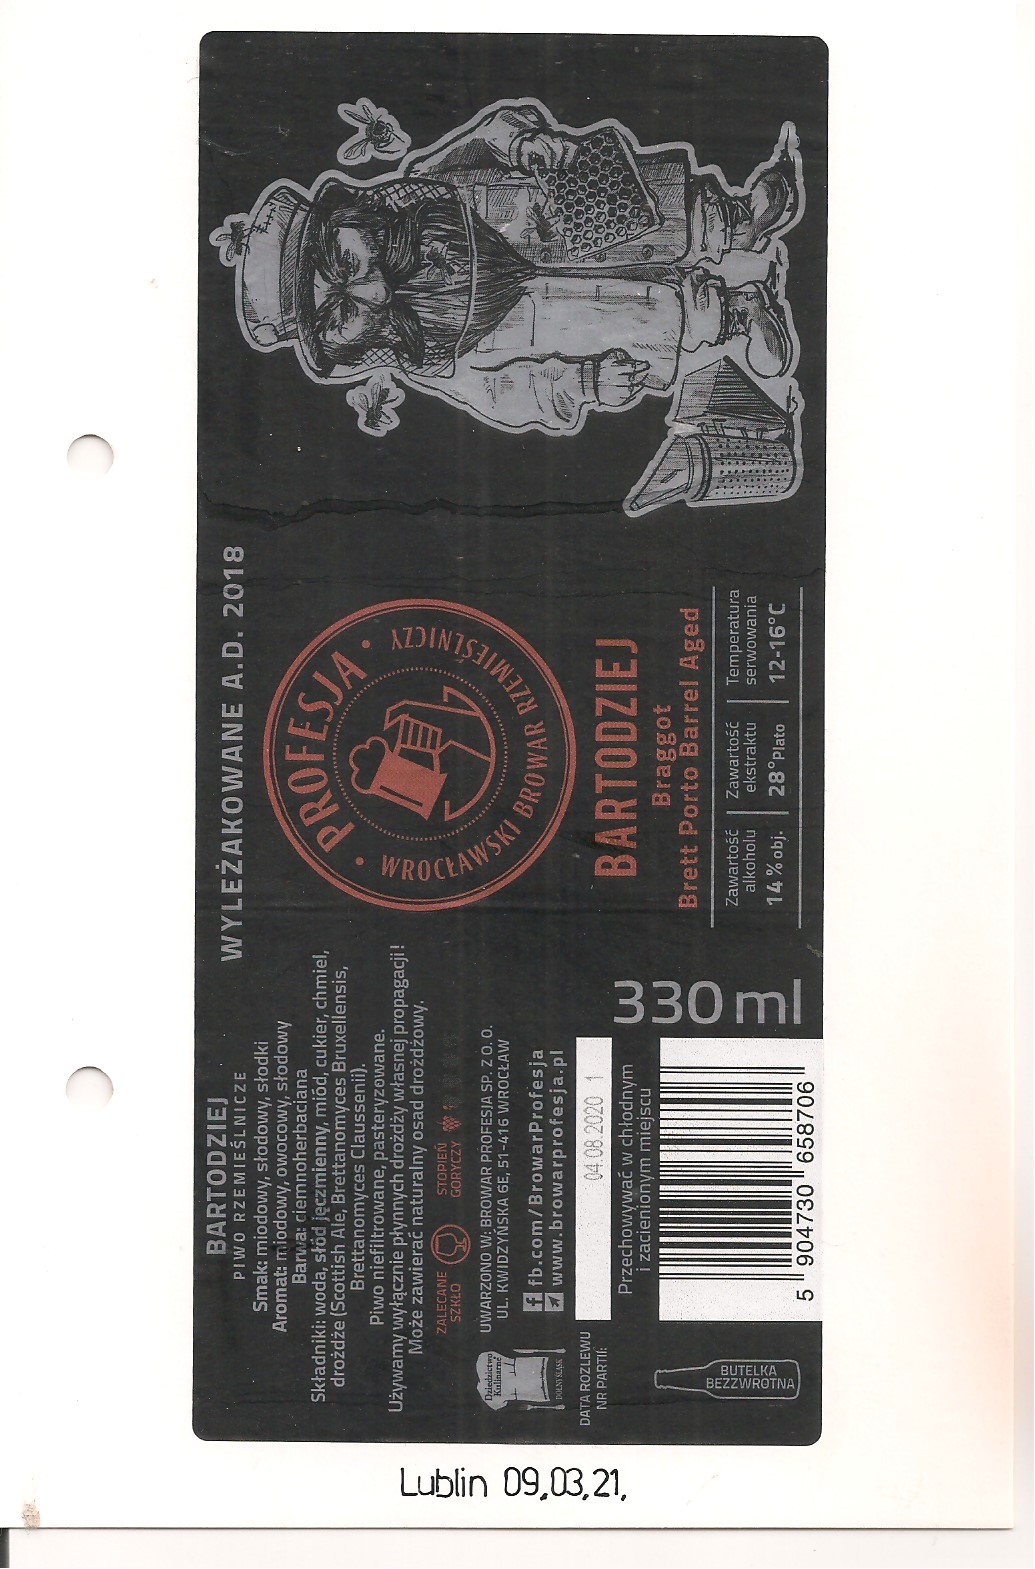 BARTODZIEJ
PIWO RZEMIEŚLNICZE
Smak: miodowy, słodowy, słodki
Aromat: miodowy, owocowy, słodowy
Barwa: ciemnoherbaciana
Składniki: woda, słód jęczmienny, miód, cukier, chmiel,
drożdże (Scottish Ale, Brettanomyces Bruxellensis,
Brettanomyces Claussenii).
Piwo niefiltrowane, pasteryzowane.
Używamy wyłącznie płynnych drożdży własnej propagacji!
Może zawierać naturalny osad drożdżowy.
ZALECANE
SZKŁO
STOPIEŃ
GORYCZY
UWARZONO W: BROWAR PROFESJA SP. Z O. O.
UL. KWIDZYŃSKA 6E, 51-416 WROCŁAW
fb.com/BrowarProfesja
www.browarprofesja.pl
Dziedzictwo
Kulinarne
DOLNY ŚLĄSK
DATA ROZLEWU
NR PARTII:
04.08.2020 1
Przechowywać w chłodnym
i zacienionym miejscu
BUTELKA
BEZZWROTNA
5 904730 658706
330 ml
WYLEŻAKOWANE A.D. 2018
• PROFESJA •
WROCŁAWSKI BROWAR RZEMIEŚLNICZY
BARTODZIEJ
Braggot
Brett Porto Barrel Aged
Zawartość
alkoholu
14 % obj.
Zawartość
ekstraktu
28°Plato
Temperatura
serwowania
12-16°C
Lublin 09.03.21.